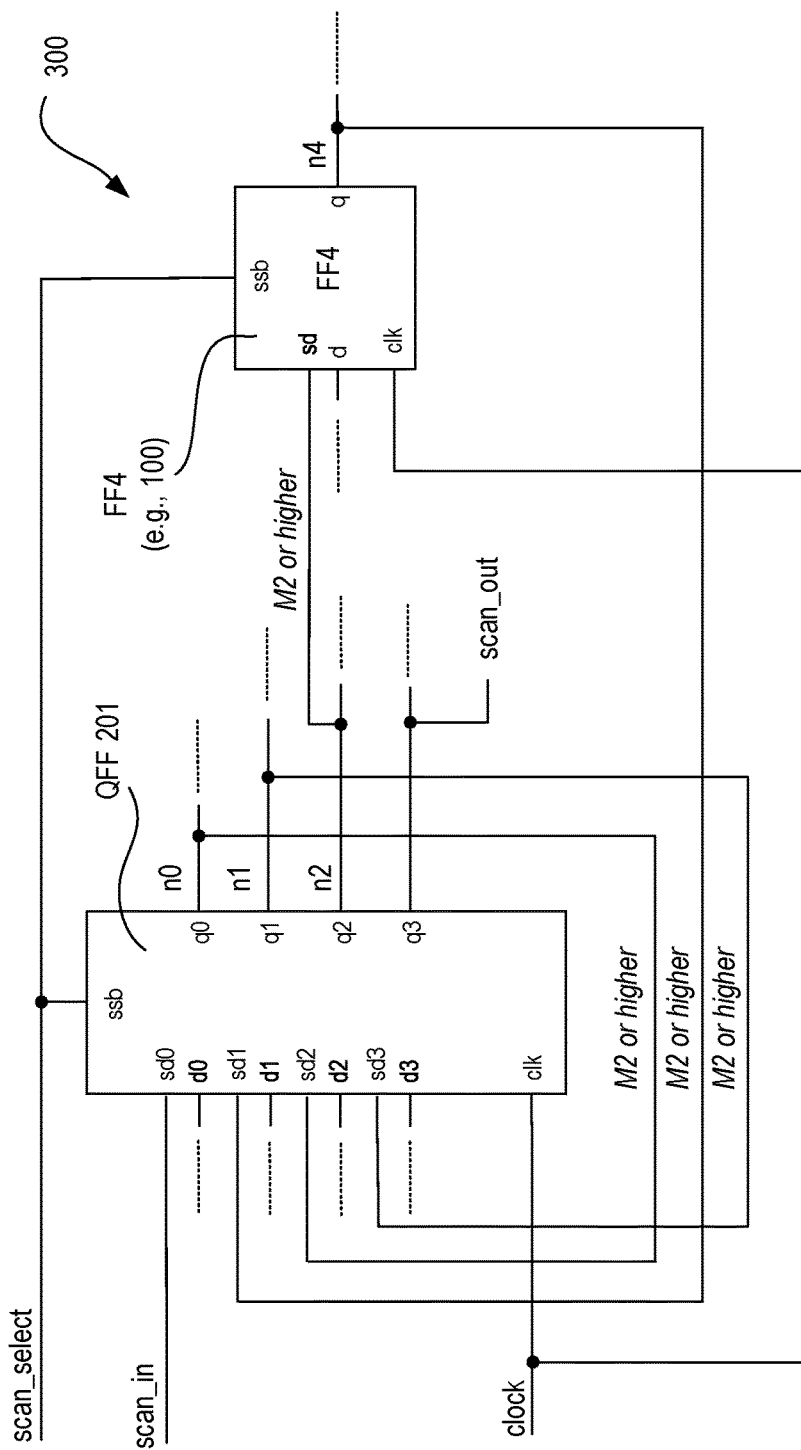 300
scan_select
scan_in
clock
QFF 201
ssb
sd0
d0
sd1
d1
sd2
d2
sd3
d3
clk
q0
q1
q2
q3
n0
n1
n2
M2 or higher
M2 or higher
M2 or higher
M2 or higher
scan_out
FF4
(e.g., 100)
ssb
FF4
sd
d
clk
q
n4